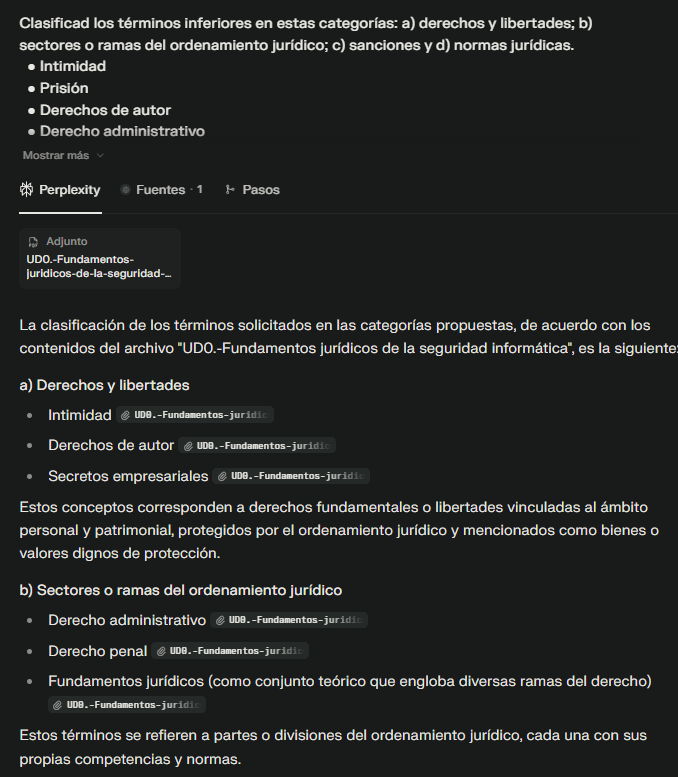 Clasificad los términos inferiores en estas categorías: a) derechos y libertades; b)
sectores o ramas del ordenamiento jurídico; c) sanciones y d) normas jurídicas.
● Intimidad
● Prisión
● Derechos de autor
● Derecho administrativo
Mostrar más
Perplexity Fuentes · 1 Pasos
Adjunto
UD0.-Fundamentos-
juridicos-de-la-seguridad-...
La clasificación de los términos solicitados en las categorías propuestas, de acuerdo con los
contenidos del archivo "UD0.-Fundamentos jurídicos de la seguridad informática", es la siguiente:
a) Derechos y libertades
• Intimidad UD0.-Fundamentos-juridic
• Derechos de autor UD0.-Fundamentos-juridic
• Secretos empresariales UD0.-Fundamentos-juridic
Estos conceptos corresponden a derechos fundamentales o libertades vinculadas al ámbito
personal y patrimonial, protegidos por el ordenamiento jurídico y mencionados como bienes o
valores dignos de protección.
b) Sectores o ramas del ordenamiento jurídico
• Derecho administrativo UD0.-Fundamentos-juridic
• Derecho penal UD0.-Fundamentos-juridic
• Fundamentos jurídicos (como conjunto teórico que engloba diversas ramas del derecho)
UD0.-Fundamentos-juridic
Estos términos se refieren a partes o divisiones del ordenamiento jurídico, cada una con sus
propias competencias y normas.